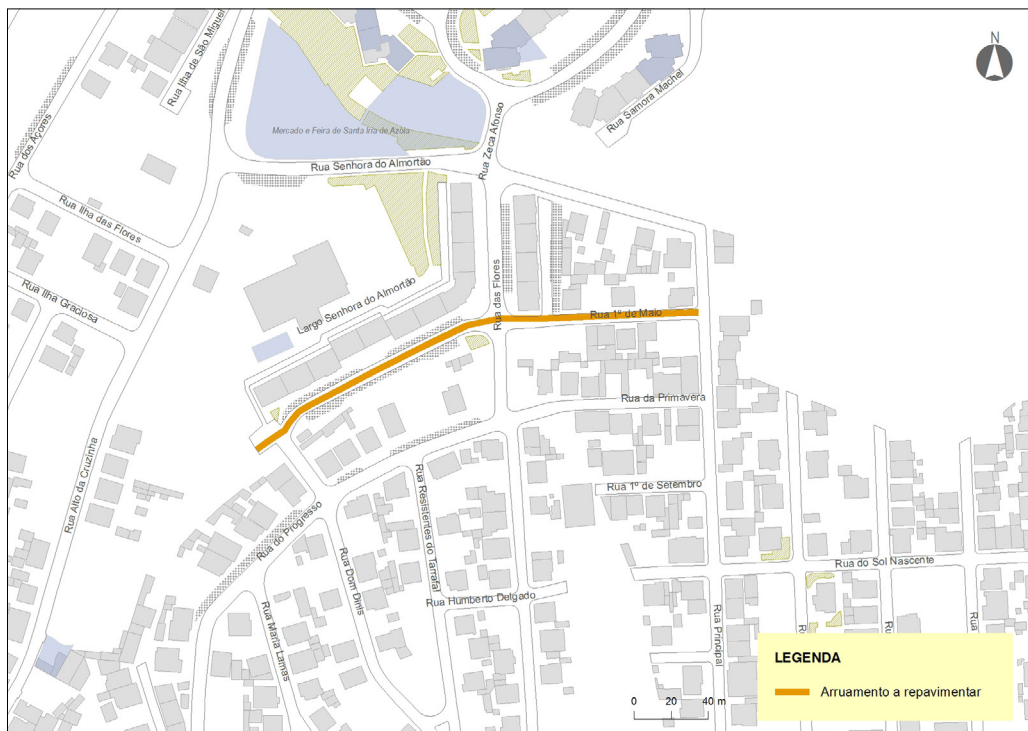 N
Rua Ilha de São Miguel
Rua dos Açores
Rua Samora Machel
Mercado e Feira de Santa Iria de Azóia
Rua Zeca Afonso
Rua Senhora do Almortão
Rua Ilha das Flores
Rua das Flores
Rua Ilha Graciosa
Largo Senhora do Almortão
Rua 1º de Maio
Rua da Primavera
Rua Alto da Cruzinha
Rua Resistentes do Tarrafal
Rua 1º de Setembro
Rua do Progresso
Rua Dom Dinis
Rua do Sol Nascente
Rua Maria Lamas
Rua Humberto Delgado
Rua Principal
LEGENDA
Arruamento a repavimentar
0 20 40 m